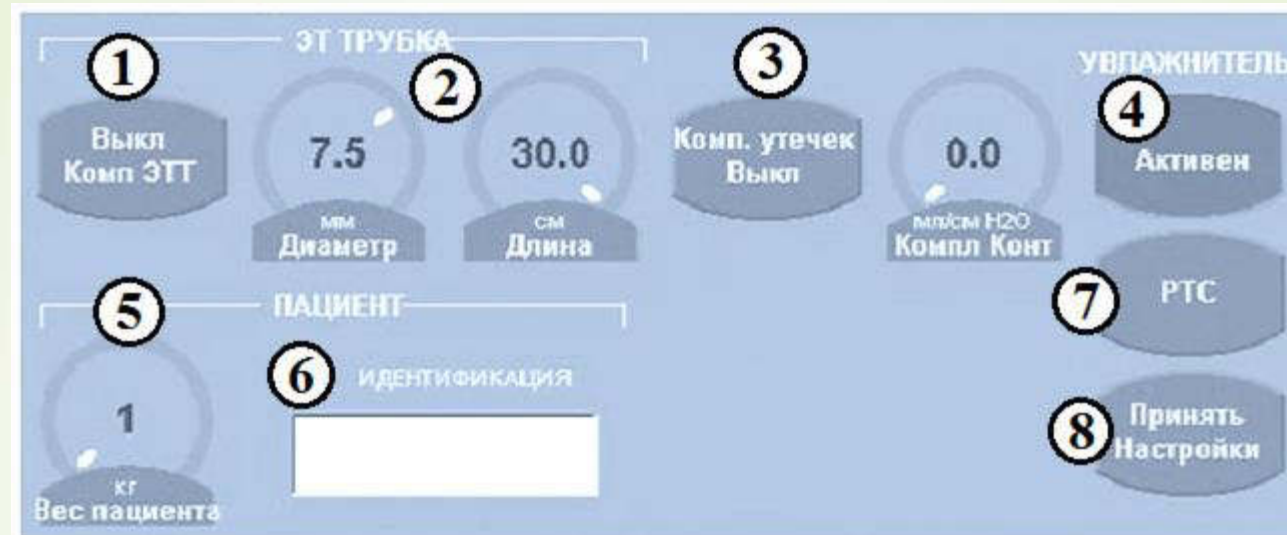 ЭТ ТРУБКА
УВЛАЖНИТЕЛЬ
1
2
3
4
Выкл
Комп ЭТТ
7.5
мм
Диаметр
30.0
см
Длина
Комп. утечек
Выкл
0.0
мл/см H2O
Компл Конт
Активен
ПАЦИЕНТ
5
6
7
8
1
кг
Вес пациента
ИДЕНТИФИКАЦИЯ
РТС
Принять
Настройки